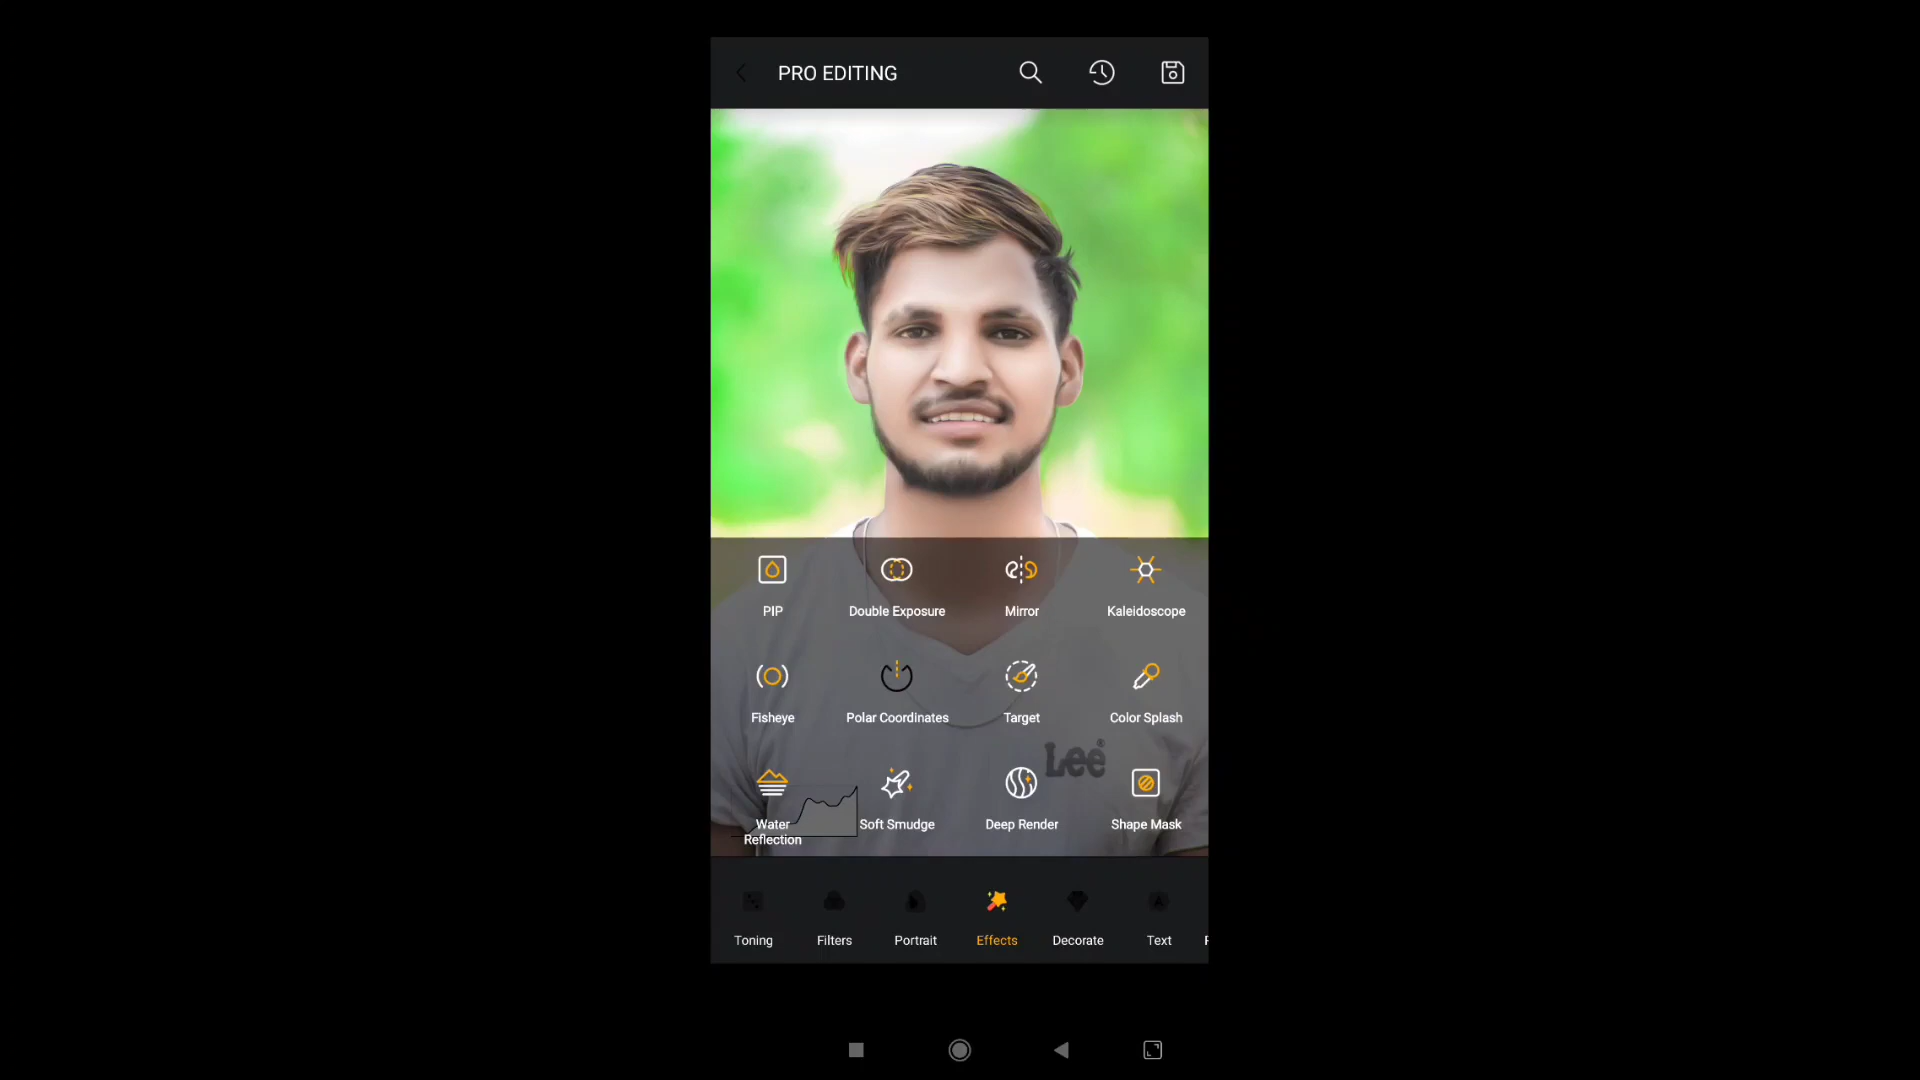 PRO EDITING
PIP
Double Exposure
Mirror
Kaleidoscope
Fisheye
Polar Coordinates
Target
Color Splash
Lee®
Water
Reflection
Soft Smudge
Deep Render
Shape Mask
Toning
Filters
Portrait
Effects
Decorate
Text